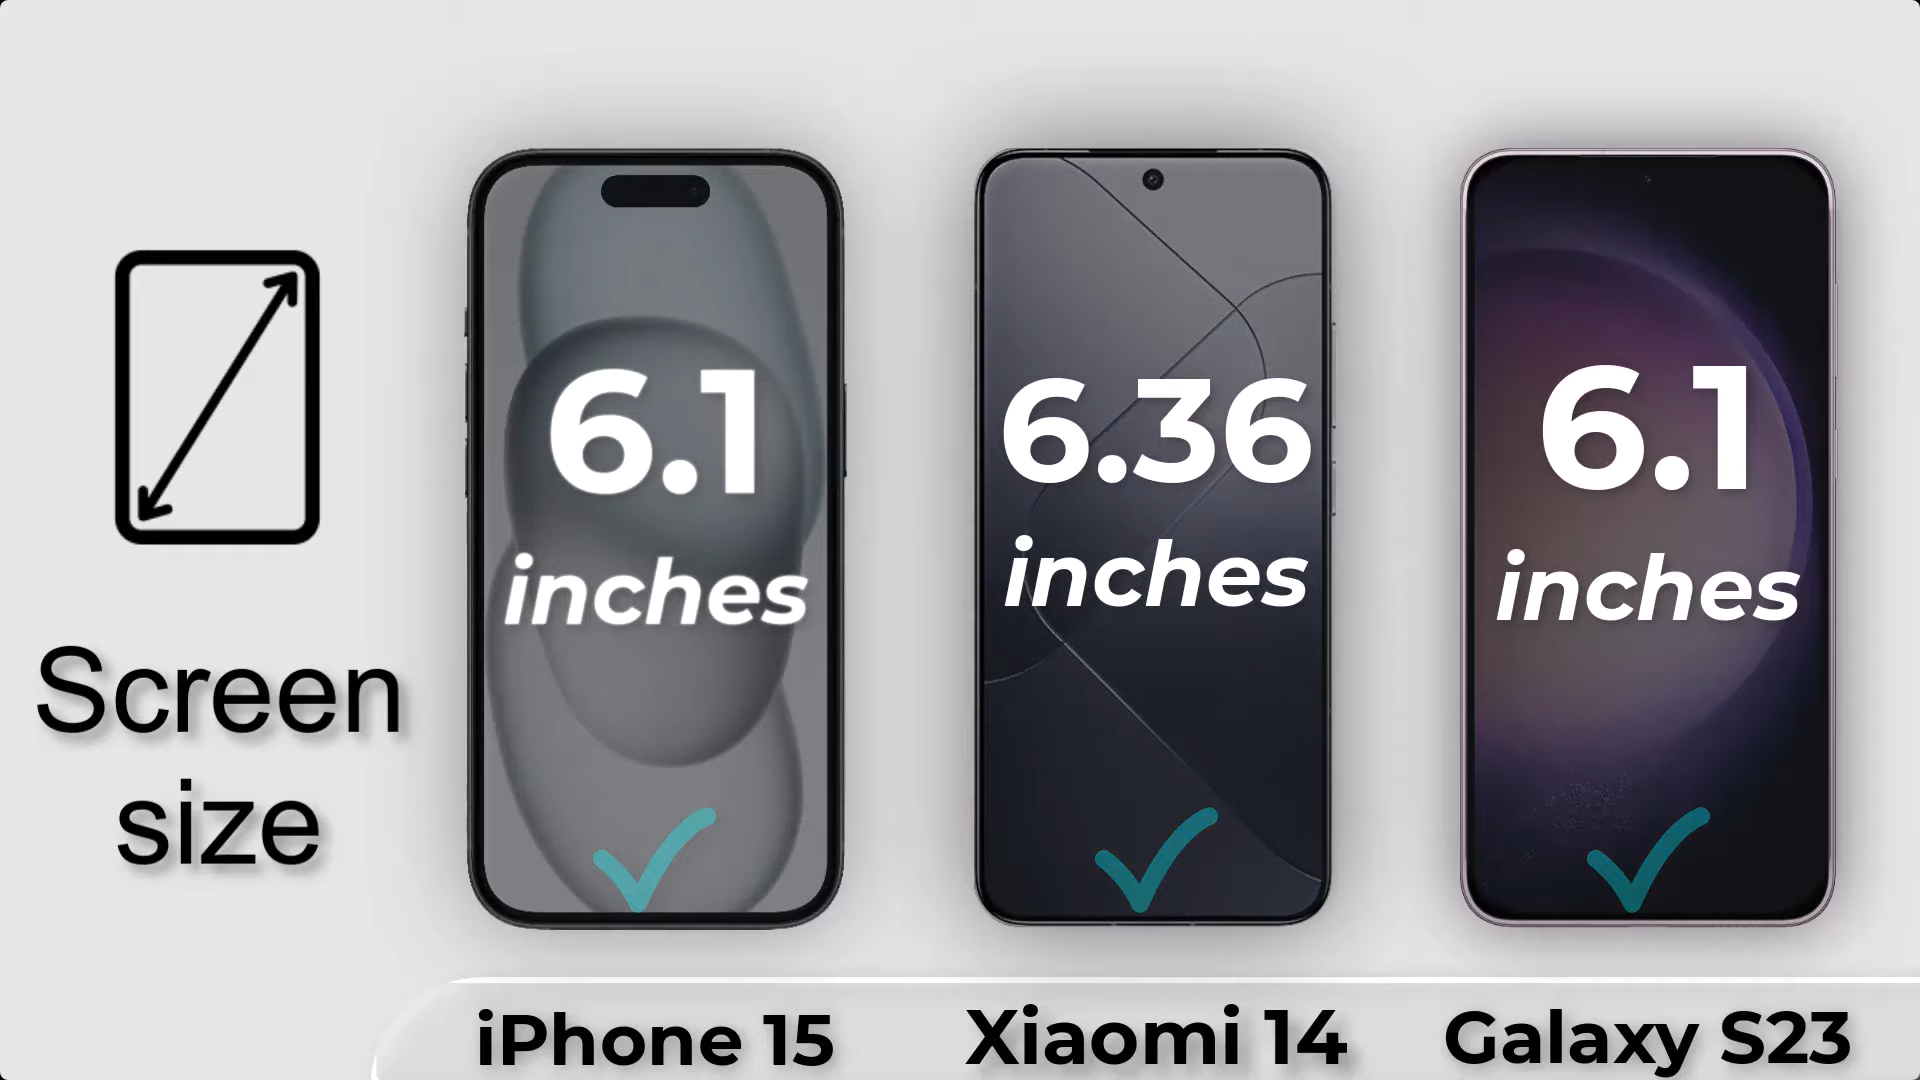 Screen
size
6.1
inches
6.36
inches
6.1
inches
iPhone 15
Xiaomi 14
Galaxy S23